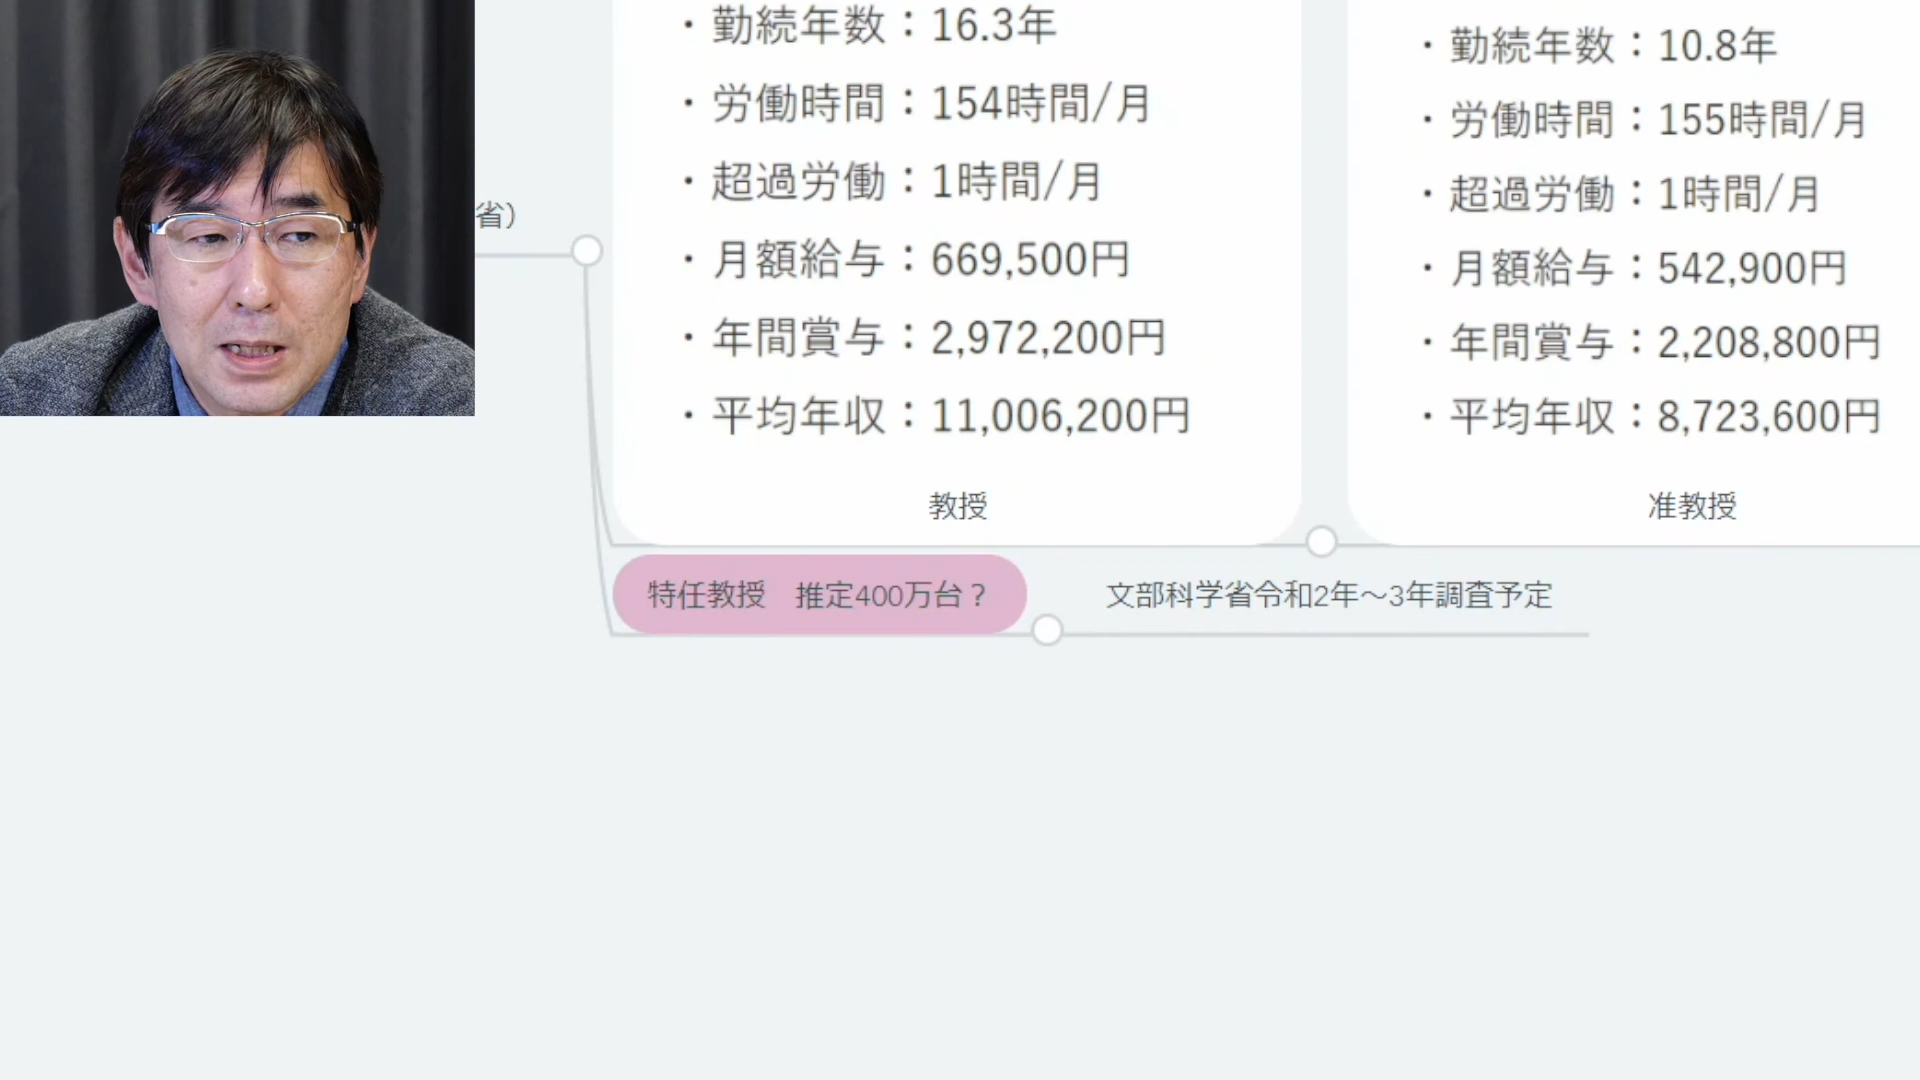 省）
・勤続年数：16.3年
・労働時間：154時間/月
・超過労働：1時間/月
・月額給与：669,500円
・年間賞与：2,972,200円
・平均年収：11,006,200円
教授
・勤続年数：10.8年
・労働時間：155時間/月
・超過労働：1時間/月
・月額給与：542,900円
・年間賞与：2,208,800円
・平均年収：8,723,600円
准教授
特任教授　推定400万台？
文部科学省令和2年～3年調査予定